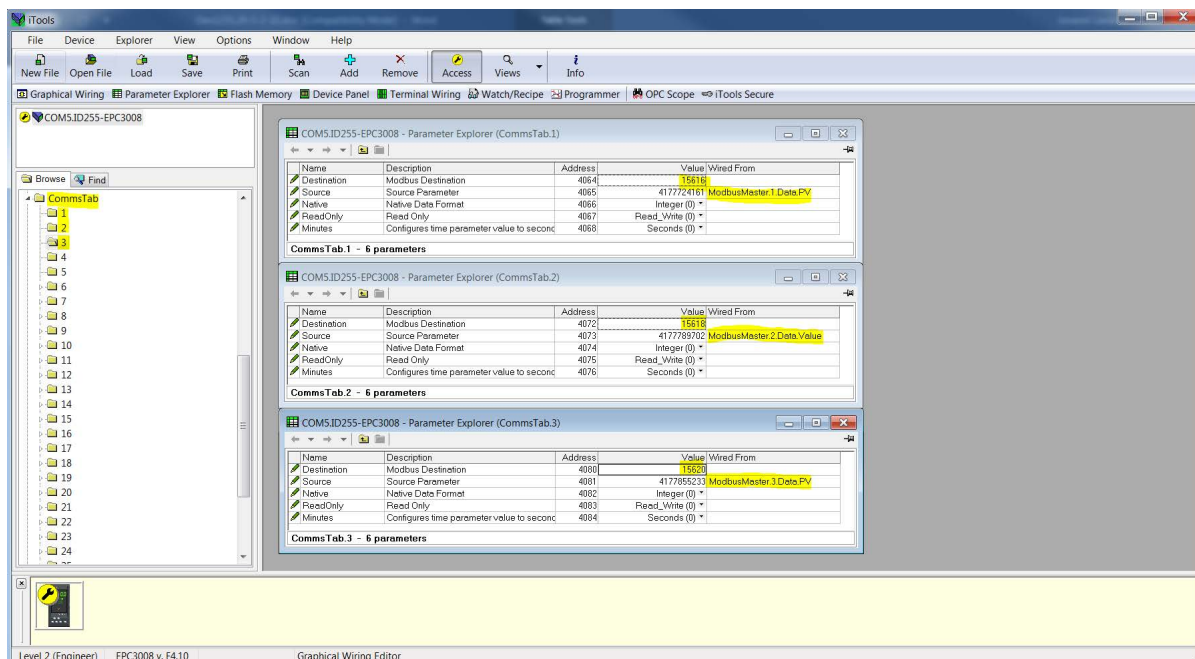 iTools
File Device Explorer View Options Window Help
New File Open File Load Save Print Scan Add Remove Access Views Info
Graphical Wiring Parameter Explorer Flash Memory Device Panel Terminal Wiring Watch/Recipe Programmer OPC Scope iTools Secure
COM5.ID255-EPC3008
Browse Find
CommsTab
1
2
3
4
5
6
7
8
9
10
11
12
13
14
15
16
17
18
19
20
21
22
23
24
COM5.ID255-EPC3008 - Parameter Explorer (CommsTab.1)
Name Description Address Value Wired From
Destination Modbus Destination 4064 15616
Source Source Parameter 4065 4177724161 ModbusMaster.1.Data.PV
Native Native Data Format 4066 Integer (0)
ReadOnly Read Only 4067 Read_Write (0)
Minutes Configures time parameter value to second 4068 Seconds (0)
CommsTab.1 - 6 parameters
COM5.ID255-EPC3008 - Parameter Explorer (CommsTab.2)
Name Description Address Value Wired From
Destination Modbus Destination 4072 15618
Source Source Parameter 4073 4177789702 ModbusMaster.2.Data.Value
Native Native Data Format 4074 Integer (0)
ReadOnly Read Only 4075 Read_Write (0)
Minutes Configures time parameter value to second 4076 Seconds (0)
CommsTab.2 - 6 parameters
COM5.ID255-EPC3008 - Parameter Explorer (CommsTab.3)
Name Description Address Value Wired From
Destination Modbus Destination 4080 15620
Source Source Parameter 4081 4177855233 ModbusMaster.3.Data.PV
Native Native Data Format 4082 Integer (0)
ReadOnly Read Only 4083 Read_Write (0)
Minutes Configures time parameter value to second 4084 Seconds (0)
CommsTab.3 - 6 parameters
Level 2 (Engineer) EPC3008 v. F4.10 Graphical Wiring Editor